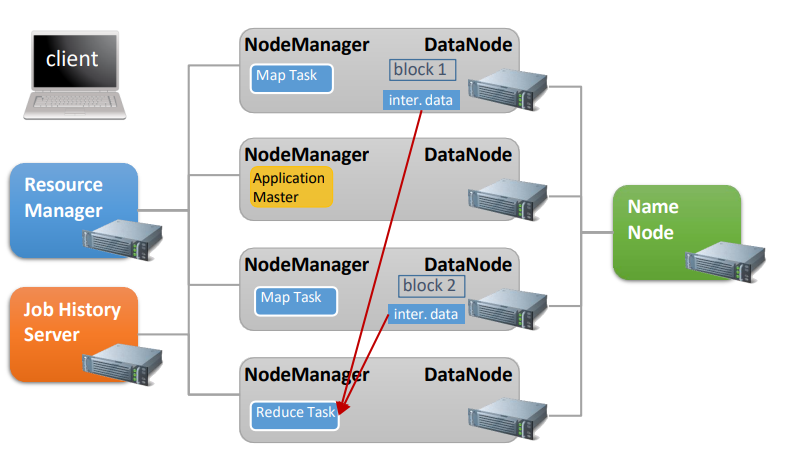 client
Resource
Manager
Job History
Server
NodeManager DataNode
Map Task
block 1
inter. data
NodeManager DataNode
Application
Master
NodeManager DataNode
block 2
Map Task
inter. data
NodeManager DataNode
Reduce Task
Name
Node